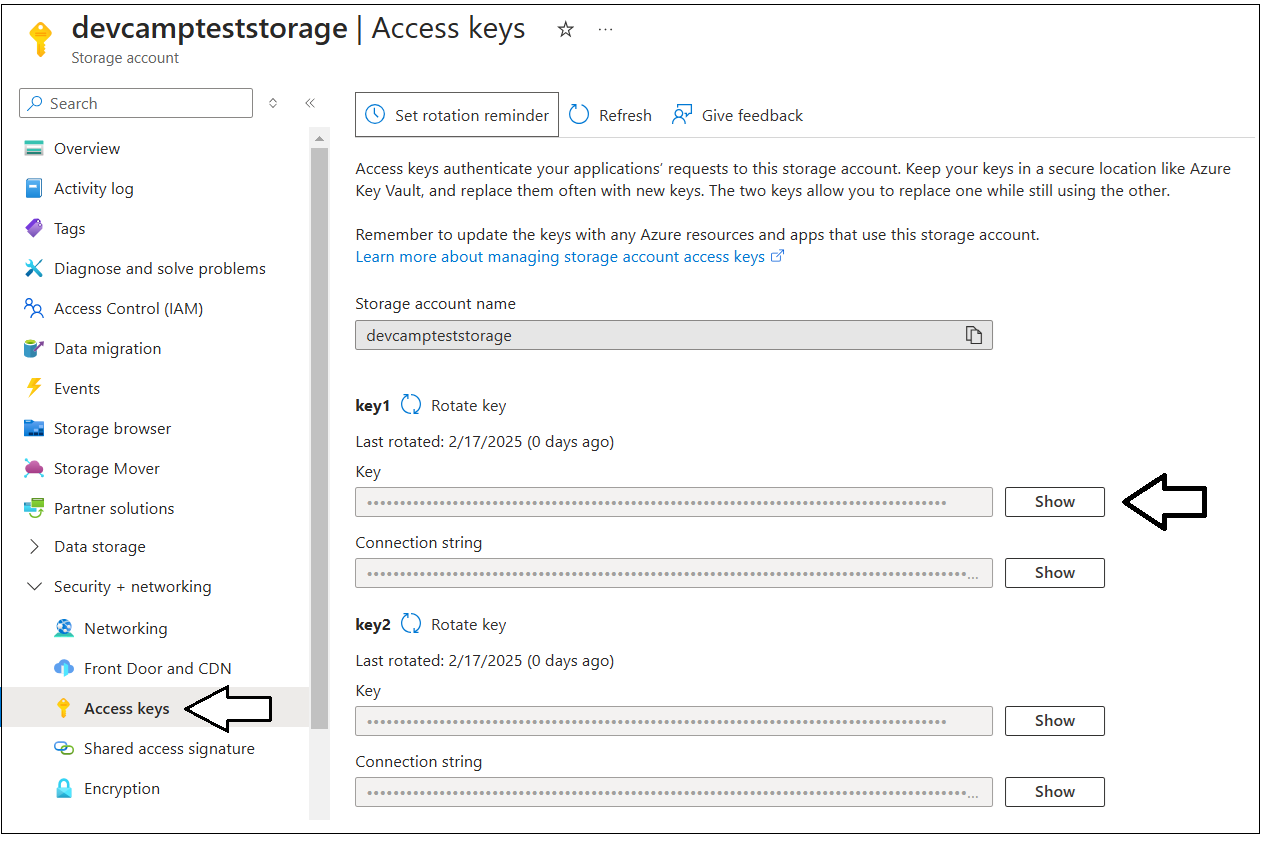 devcampteststorage | Access keys
Storage account
Search
Overview
Activity log
Tags
Diagnose and solve problems
Access Control (IAM)
Data migration
Events
Storage browser
Storage Mover
Partner solutions
Data storage
Security + networking
Networking
Front Door and CDN
Access keys
Shared access signature
Encryption
Set rotation reminder Refresh Give feedback
Access keys authenticate your applications’ requests to this storage account. Keep your keys in a secure location like Azure
Key Vault, and replace them often with new keys. The two keys allow you to replace one while still using the other.
Remember to update the keys with any Azure resources and apps that use this storage account.
Learn more about managing storage account access keys
Storage account name
devcampteststorage
key1 Rotate key
Last rotated: 2/17/2025 (0 days ago)
Key
Show
Connection string
Show
key2 Rotate key
Last rotated: 2/17/2025 (0 days ago)
Key
Show
Connection string
Show